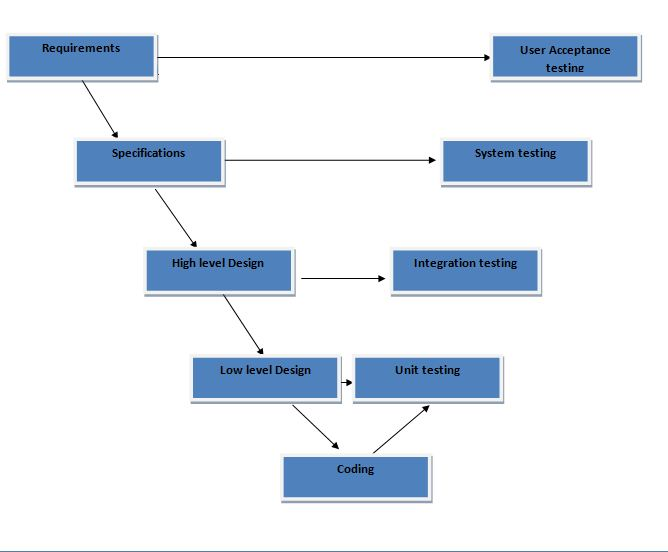 Requirements
User Acceptance
testing
Specifications
System testing
High level Design
Integration testing
Low level Design
Unit testing
Coding